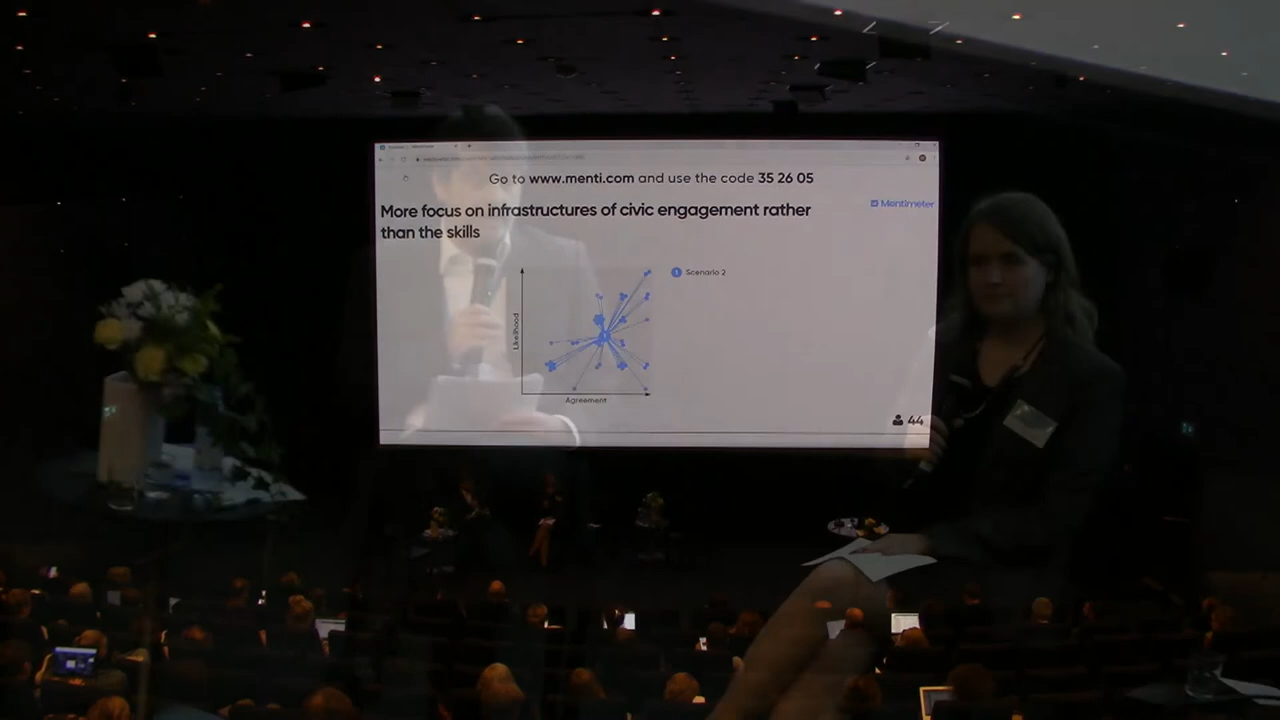 Go to www.menti.com and use the code 35 26 05
More focus on infrastructures of civic engagement rather
than the skills
Mentimeter
1 Scenario 2
Likelihood
Agreement
44